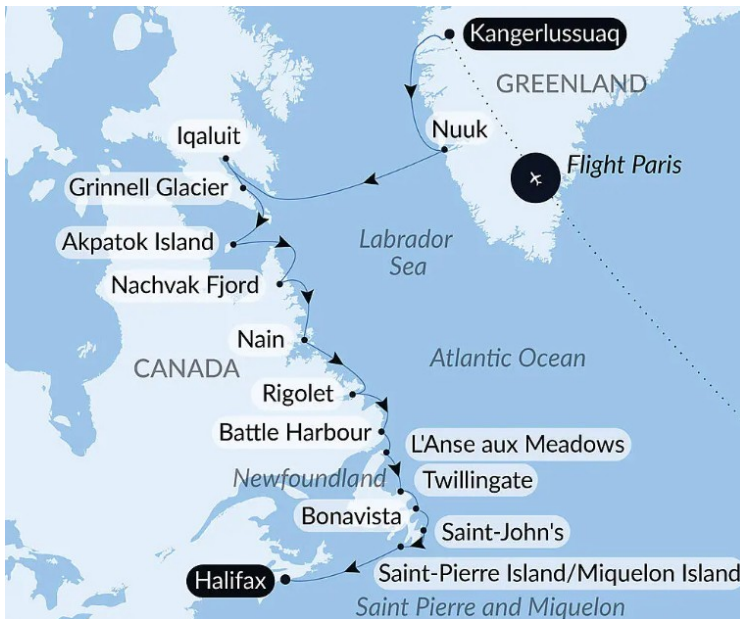 Kangerlussuaq
GREENLAND
Nuuk
Iqaluit
Flight Paris
Grinnell Glacier
Akpatok Island
Labrador
Sea
Nachvak Fjord
Nain
CANADA
Atlantic Ocean
Rigolet
Battle Harbour
L'Anse aux Meadows
Newfoundland
Twillingate
Bonavista
Saint-John's
Halifax
Saint-Pierre Island/Miquelon Island
Saint Pierre and Miquelon